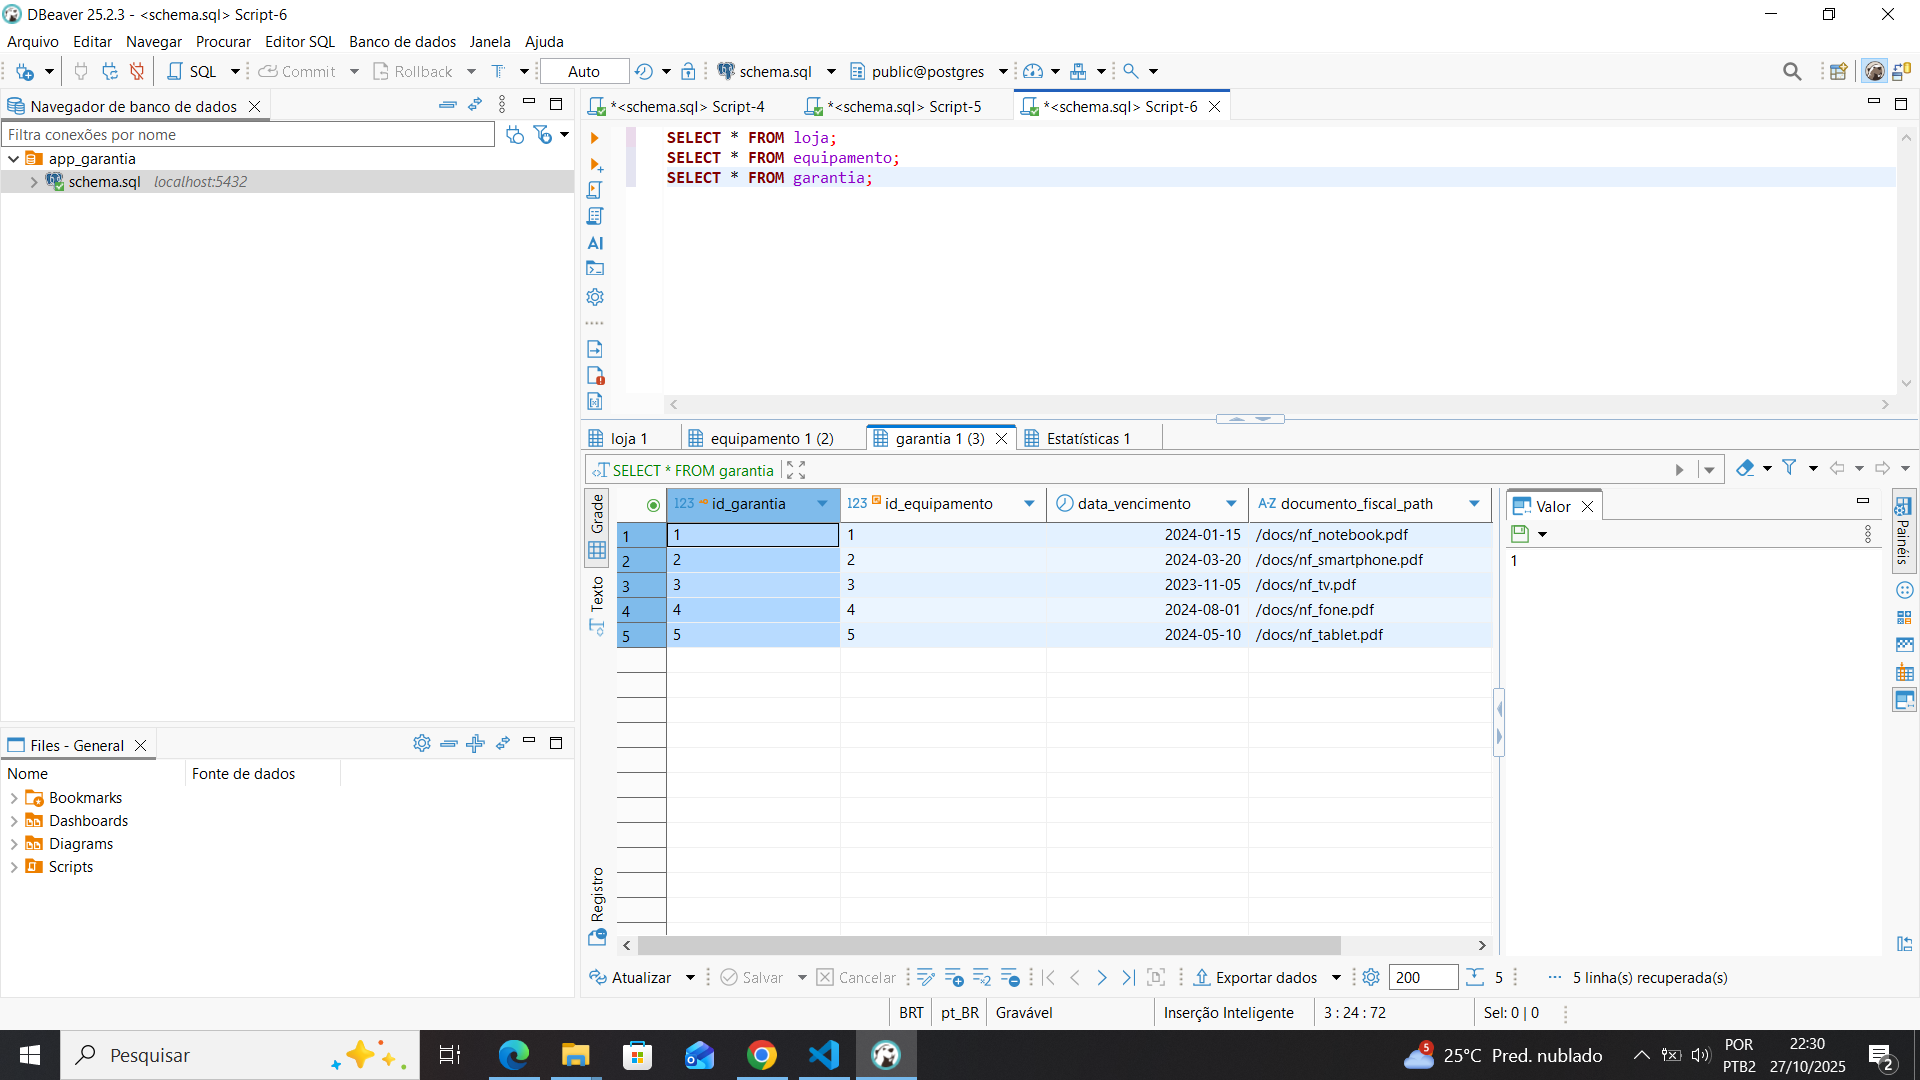 DBeaver 25.2.3 - <schema.sql> Script-6
Arquivo Editar Navegar Procurar Editor SQL Banco de dados Janela Ajuda
SQL Commit Rollback T Auto schema.sql public@postgres
Navegador de banco de dados
Filtra conexões por nome
app_garantia
schema.sql localhost:5432
*<schema.sql> Script-4 *<schema.sql> Script-5 *<schema.sql> Script-6
SELECT * FROM loja;
SELECT * FROM equipamento;
SELECT * FROM garantia;
AI
loja 1 equipamento 1 (2) garantia 1 (3) Estatísticas 1
SELECT * FROM garantia
Grade
Texto
Registro
123 id_garantia 123 id_equipamento data_vencimento A-Z documento_fiscal_path
1 1 1 2024-01-15 /docs/nf_notebook.pdf
2 2 2 2024-03-20 /docs/nf_smartphone.pdf
3 3 3 2023-11-05 /docs/nf_tv.pdf
4 4 4 2024-08-01 /docs/nf_fone.pdf
5 5 5 2024-05-10 /docs/nf_tablet.pdf
Valor
1
Painéis
Files - General
Nome Fonte de dados
Bookmarks
Dashboards
Diagrams
Scripts
Atualizar Salvar Cancelar Exportar dados 200 5 ··· 5 linha(s) recuperada(s)
BRT pt_BR Gravável Inserção Inteligente 3 : 24 : 72 Sel: 0 | 0
Pesquisar
5 25°C Pred. nublado
POR
PTB2
22:30
27/10/2025
2